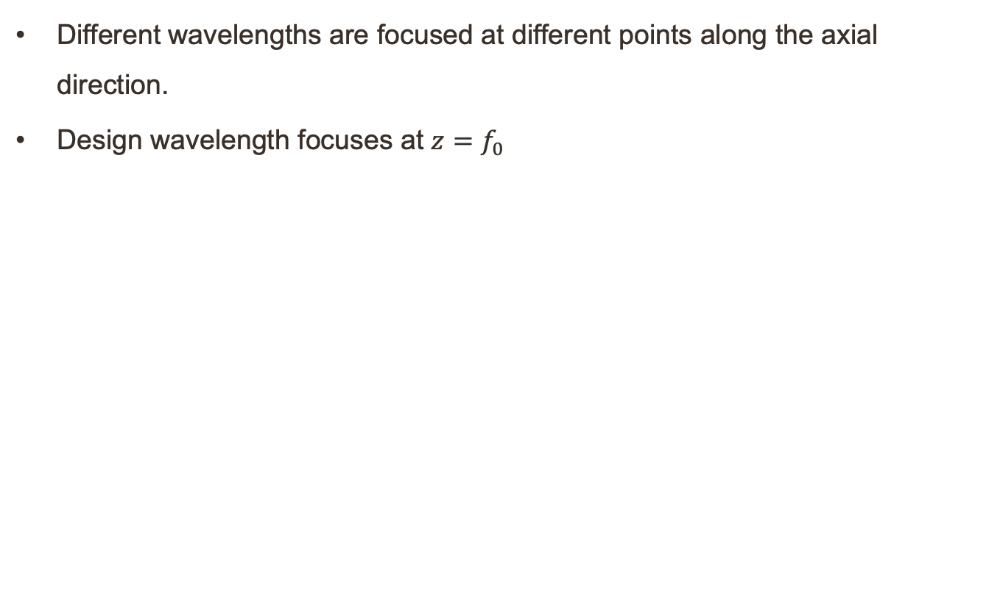 • Different wavelengths are focused at different points along the axial
direction.
• Design wavelength focuses at 𝑧 = 𝑓₀